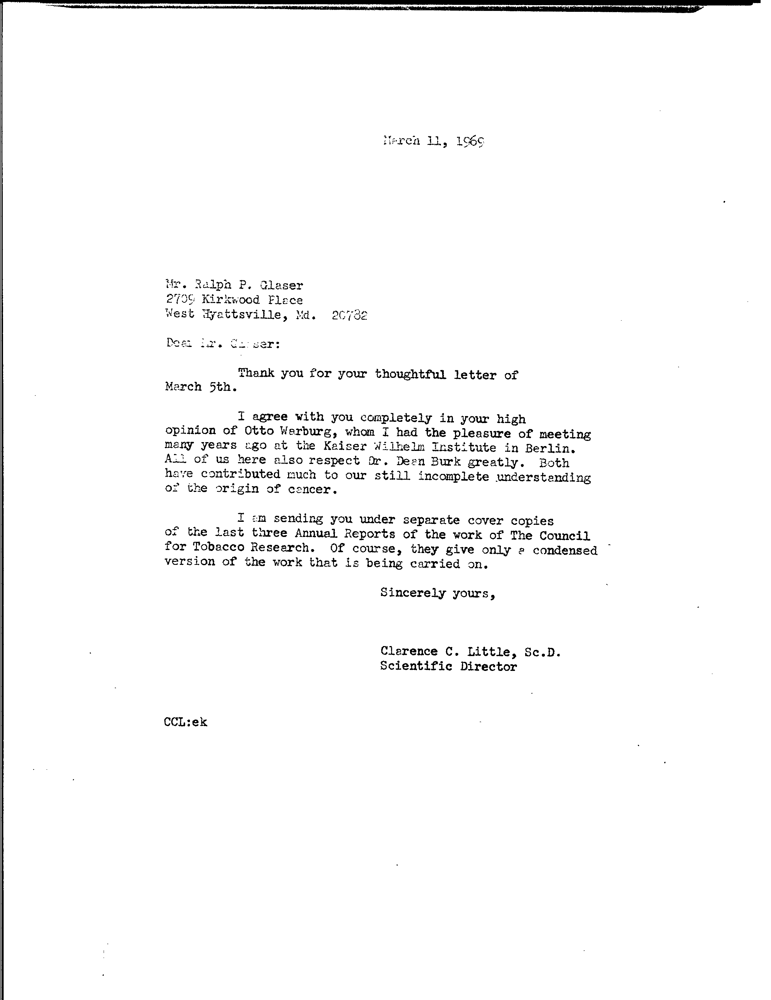 March 11, 1969
Mr. Ralph P. Glaser
2709 Kirkwood Place
West Hyattsville, Md. 20782
Dear Mr. Glaser:
Thank you for your thoughtful letter of
March 5th.
I agree with you completely in your high
opinion of Otto Warburg, whom I had the pleasure of meeting
many years ago at the Kaiser Wilhelm Institute in Berlin.
All of us here also respect Dr. Dean Burk greatly. Both
have contributed much to our still incomplete understanding
of the origin of cancer.
I am sending you under separate cover copies
of the last three Annual Reports of the work of The Council
for Tobacco Research. Of course, they give only a condensed
version of the work that is being carried on.
Sincerely yours,
Clarence C. Little, Sc.D.
Scientific Director
CCL:ek